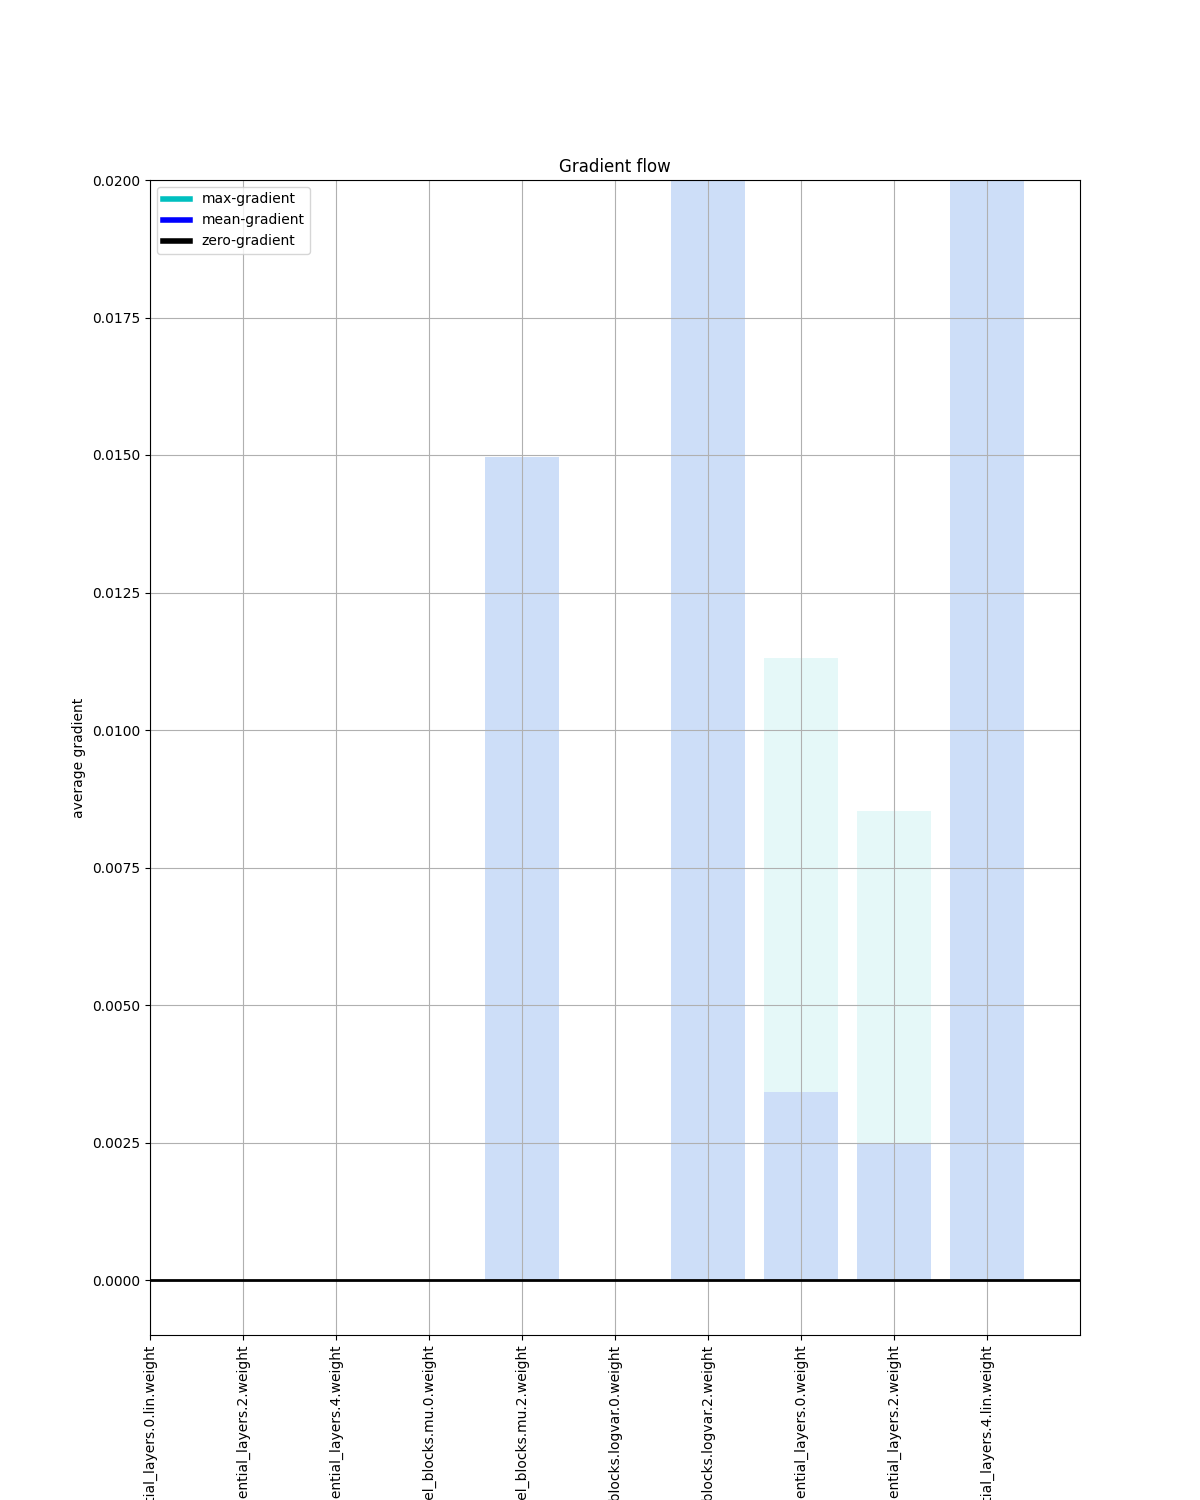 Gradient flow
max-gradient
mean-gradient
zero-gradient
0.0200
0.0175
0.0150
0.0125
0.0100
0.0075
0.0050
0.0025
0.0000
average gradient
tial_layers.0.lin.weight
ential_layers.2.weight
ential_layers.4.weight
el_blocks.mu.0.weight
el_blocks.mu.2.weight
blocks.logvar.0.weight
blocks.logvar.2.weight
ential_layers.0.weight
ential_layers.2.weight
tial_layers.4.lin.weight